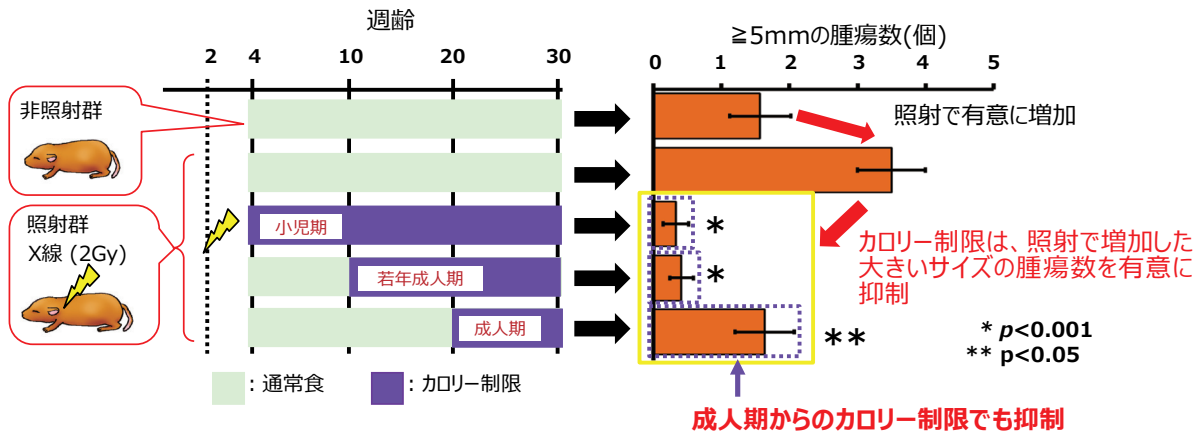 週齢
2 4 10 20 30
≧5mmの腫瘍数(個)
0 1 2 3 4 5
非照射群
照射で有意に増加
照射群
X線 (2Gy)
小児期
*
若年成人期
*
成人期
**
カロリー制限は、照射で増加した
大きいサイズの腫瘍数を有意に
抑制
* p<0.001
** p<0.05
: 通常食
: カロリー制限
成人期からのカロリー制限でも抑制